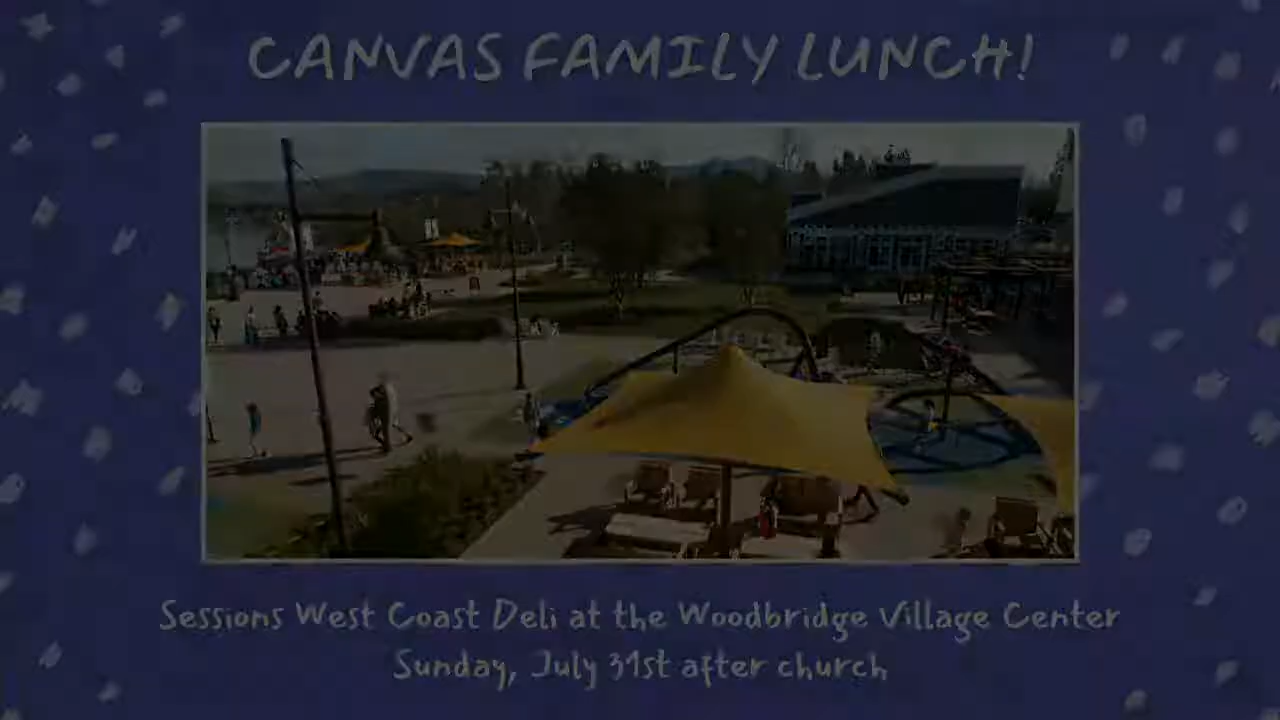 CANVAS FAMILY LUNCH!
Sessions West Coast Deli at the Woodbridge Village Center
Sunday, July 31st after church